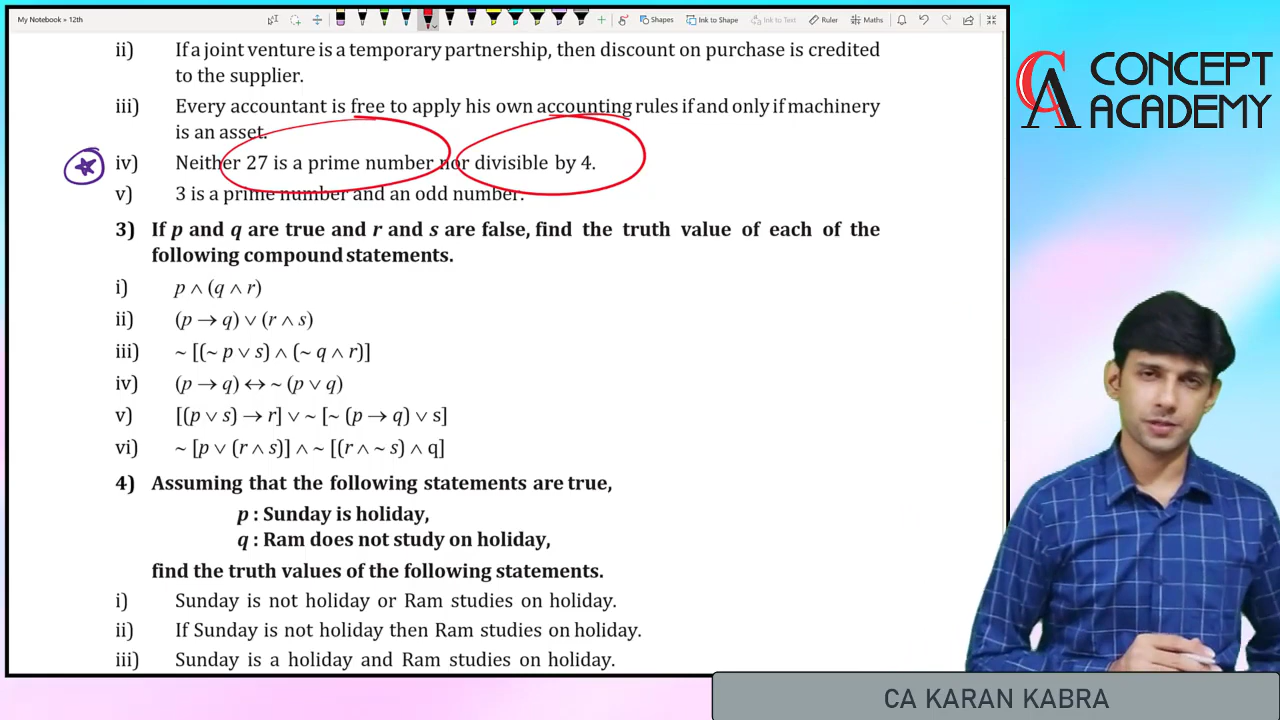 My Notebook » 12th
Shapes
Ink to Shape
Ink to Text
Ruler
Maths
CONCEPT
ACADEMY
CA
ii) If a joint venture is a temporary partnership, then discount on purchase is credited
to the supplier.
iii) Every accountant is free to apply his own accounting rules if and only if machinery
is an asset.
iv) Neither 27 is a prime number nor divisible by 4.
v) 3 is a prime number and an odd number.
3) If p and q are true and r and s are false, find the truth value of each of the
following compound statements.
i) p ∧ (q ∧ r)
ii) (p → q) ∨ (r ∧ s)
iii) ~ [(~ p ∨ s) ∧ (~ q ∧ r)]
iv) (p → q) ↔ ~ (p ∨ q)
v) [(p ∨ s) → r] ∨ ~ [~ (p → q) ∨ s]
vi) ~ [p ∨ (r ∧ s)] ∧ ~ [(r ∧ ~ s) ∧ q]
4) Assuming that the following statements are true,
p : Sunday is holiday,
q : Ram does not study on holiday,
find the truth values of the following statements.
i) Sunday is not holiday or Ram studies on holiday.
ii) If Sunday is not holiday then Ram studies on holiday.
iii) Sunday is a holiday and Ram studies on holiday.
CA KARAN KABRA